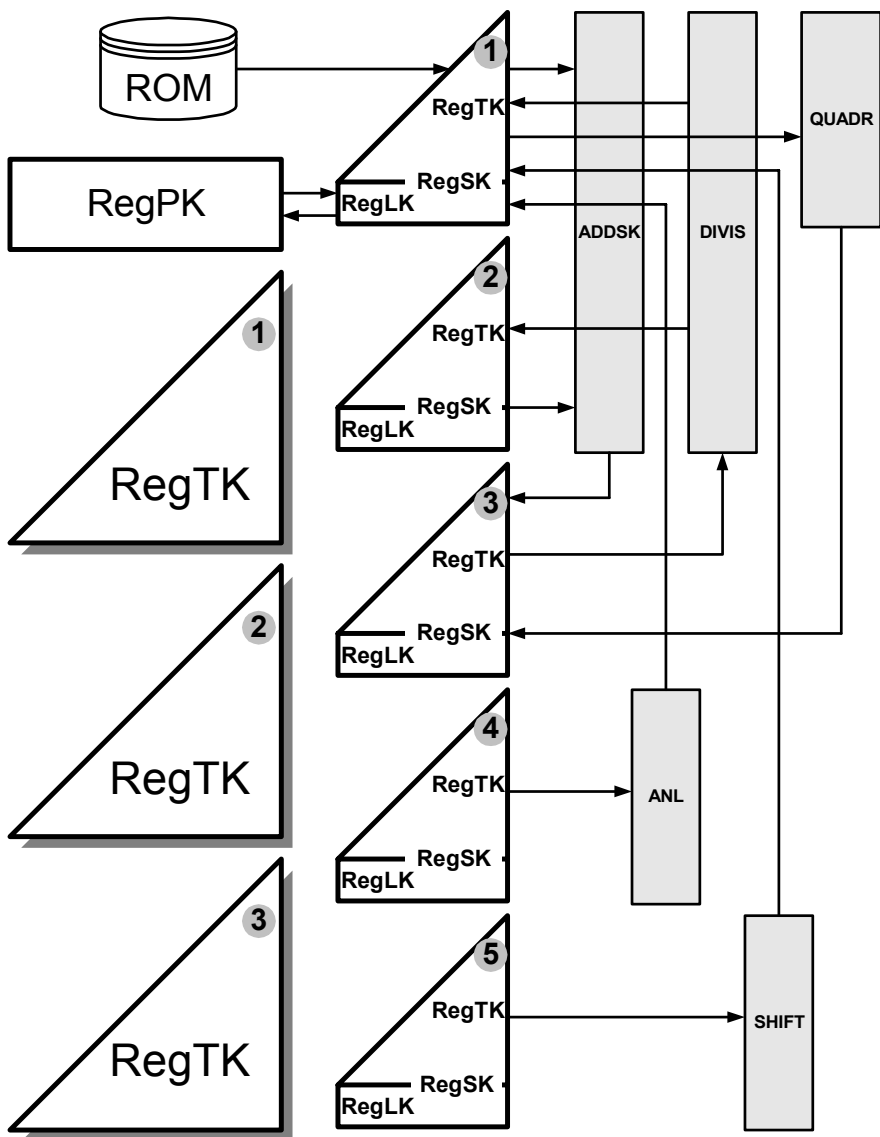 ROM
1
RegTK
RegSK
RegLK
RegPK
ADDSK
DIVIS
QUADR
2
RegTK
RegSK
RegLK
1
RegTK
3
RegTK
RegSK
RegLK
2
RegTK
4
RegTK
RegSK
RegLK
ANL
3
RegTK
5
RegTK
RegSK
RegLK
SHIFT